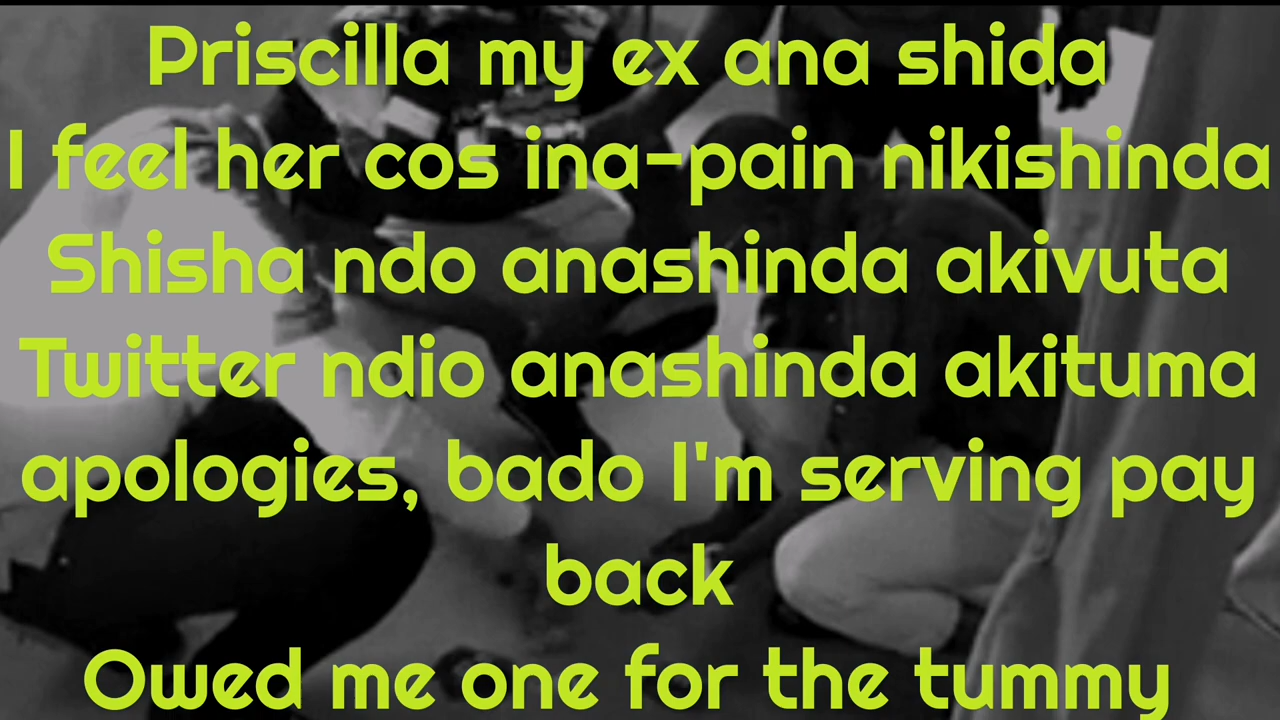 Priscilla my ex ana shida
I feel her cos ina-pain nikishinda
Shisha ndo anashinda akivuta
Twitter ndio anashinda akituma
apologies, bado I'm serving pay
back
Owed me one for the tummy